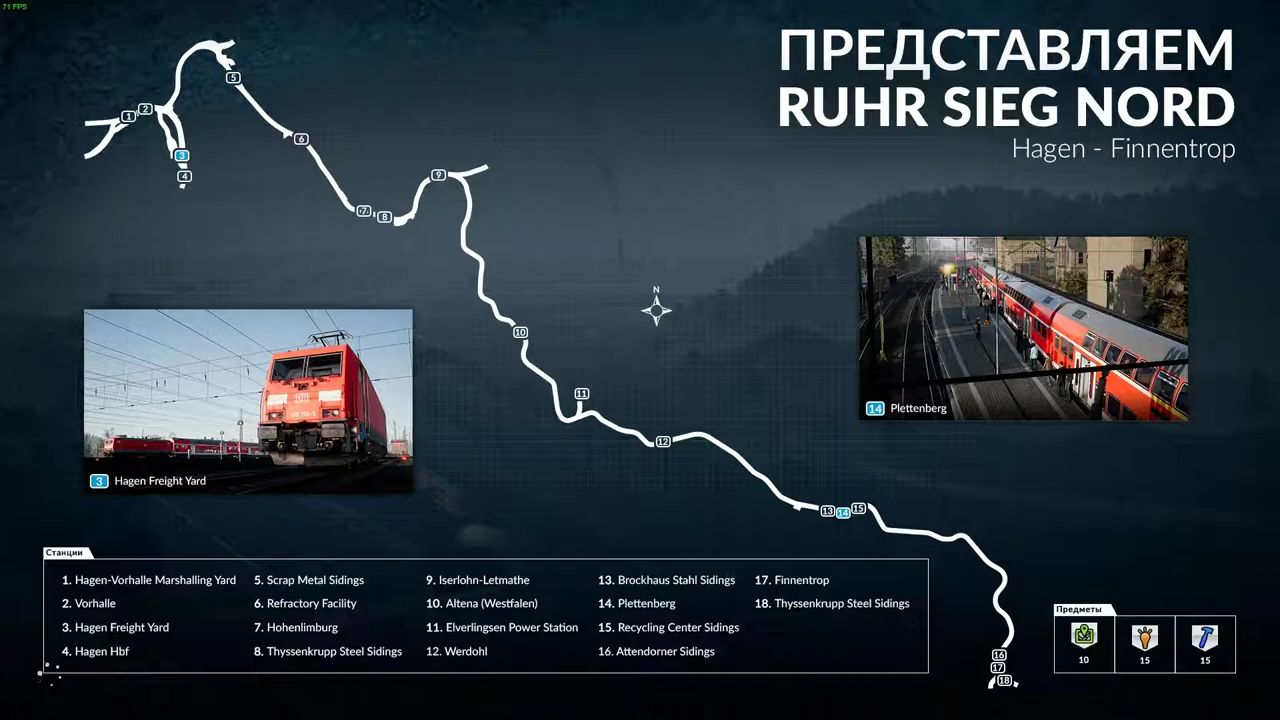 71 FPS
ПРЕДСТАВЛЯЕМ
RUHR SIEG NORD
Hagen - Finnentrop
1
2
3
4
5
6
7
8
9
N
10
11
12
13
14
15
16
17
18
DB
3 Hagen Freight Yard
14 Plettenberg
Станции
1. Hagen-Vorhalle Marshalling Yard
2. Vorhalle
3. Hagen Freight Yard
4. Hagen Hbf
5. Scrap Metal Sidings
6. Refractory Facility
7. Hohenlimburg
8. Thyssenkrupp Steel Sidings
9. Iserlohn-Letmathe
10. Altena (Westfalen)
11. Elverlingsen Power Station
12. Werdohl
13. Brockhaus Stahl Sidings
14. Plettenberg
15. Recycling Center Sidings
16. Attendorner Sidings
17. Finnentrop
18. Thyssenkrupp Steel Sidings
Предметы
10
15
15